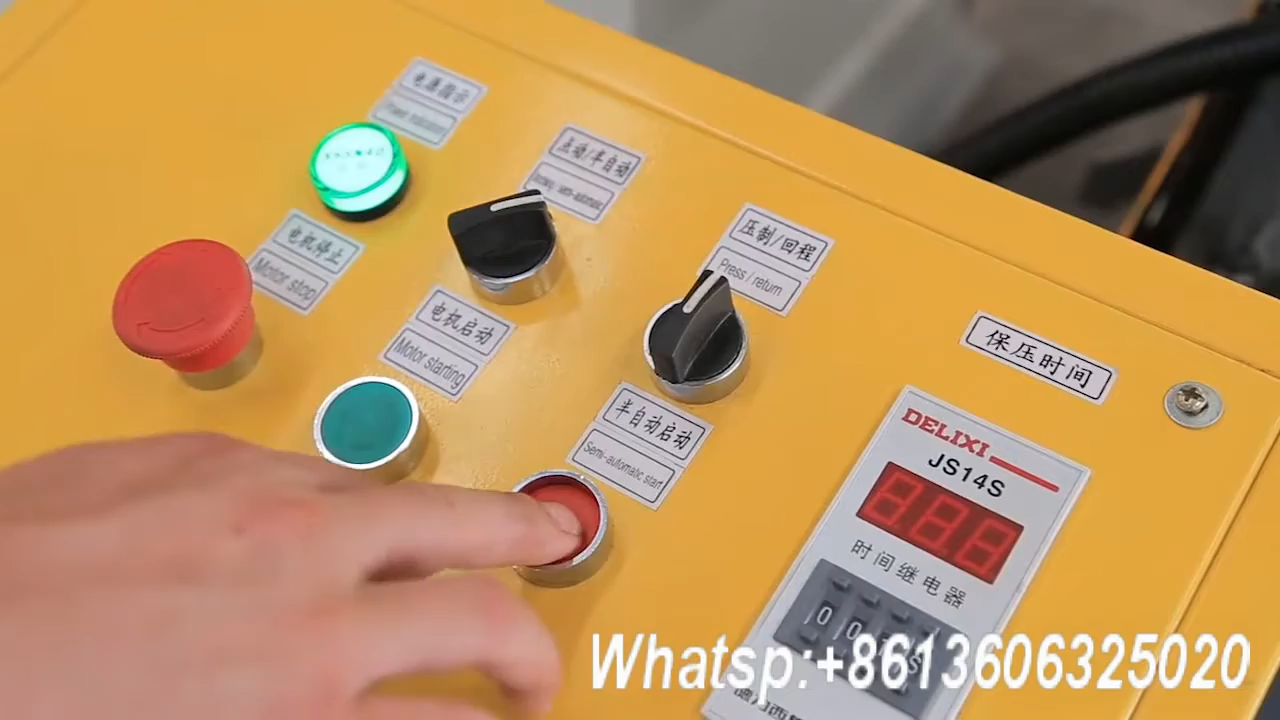 电源指示
点动/半自动
电机停止
Motor stop
压制/回程
Press / return
电机启动
Motor starting
保压时间
半自动启动
Semi-automatic start
DELIXI
JS14S
时间继电器
Whatsp:+8613606325020